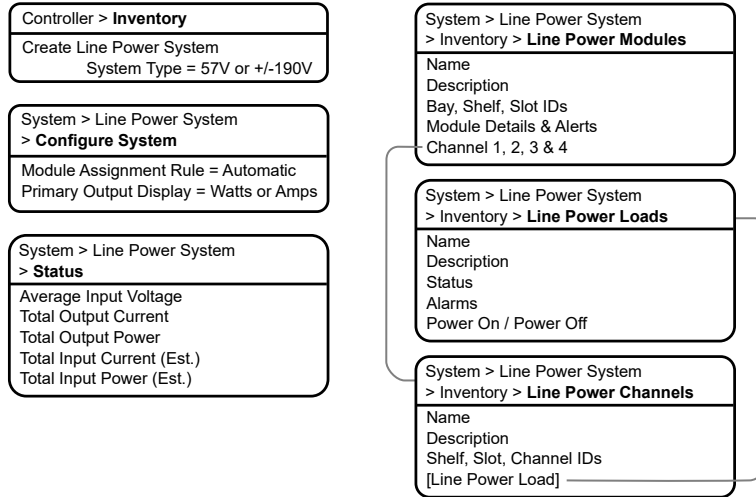 Controller > Inventory
Create Line Power System
System Type = 57V or +/-190V
System > Line Power System
> Configure System
Module Assignment Rule = Automatic
Primary Output Display = Watts or Amps
System > Line Power System
> Status
Average Input Voltage
Total Output Current
Total Output Power
Total Input Current (Est.)
Total Input Power (Est.)
System > Line Power System
> Inventory > Line Power Modules
Name
Description
Bay, Shelf, Slot IDs
Module Details & Alerts
Channel 1, 2, 3 & 4
System > Line Power System
> Inventory > Line Power Loads
Name
Description
Status
Alarms
Power On / Power Off
System > Line Power System
> Inventory > Line Power Channels
Name
Description
Shelf, Slot, Channel IDs
[Line Power Load]